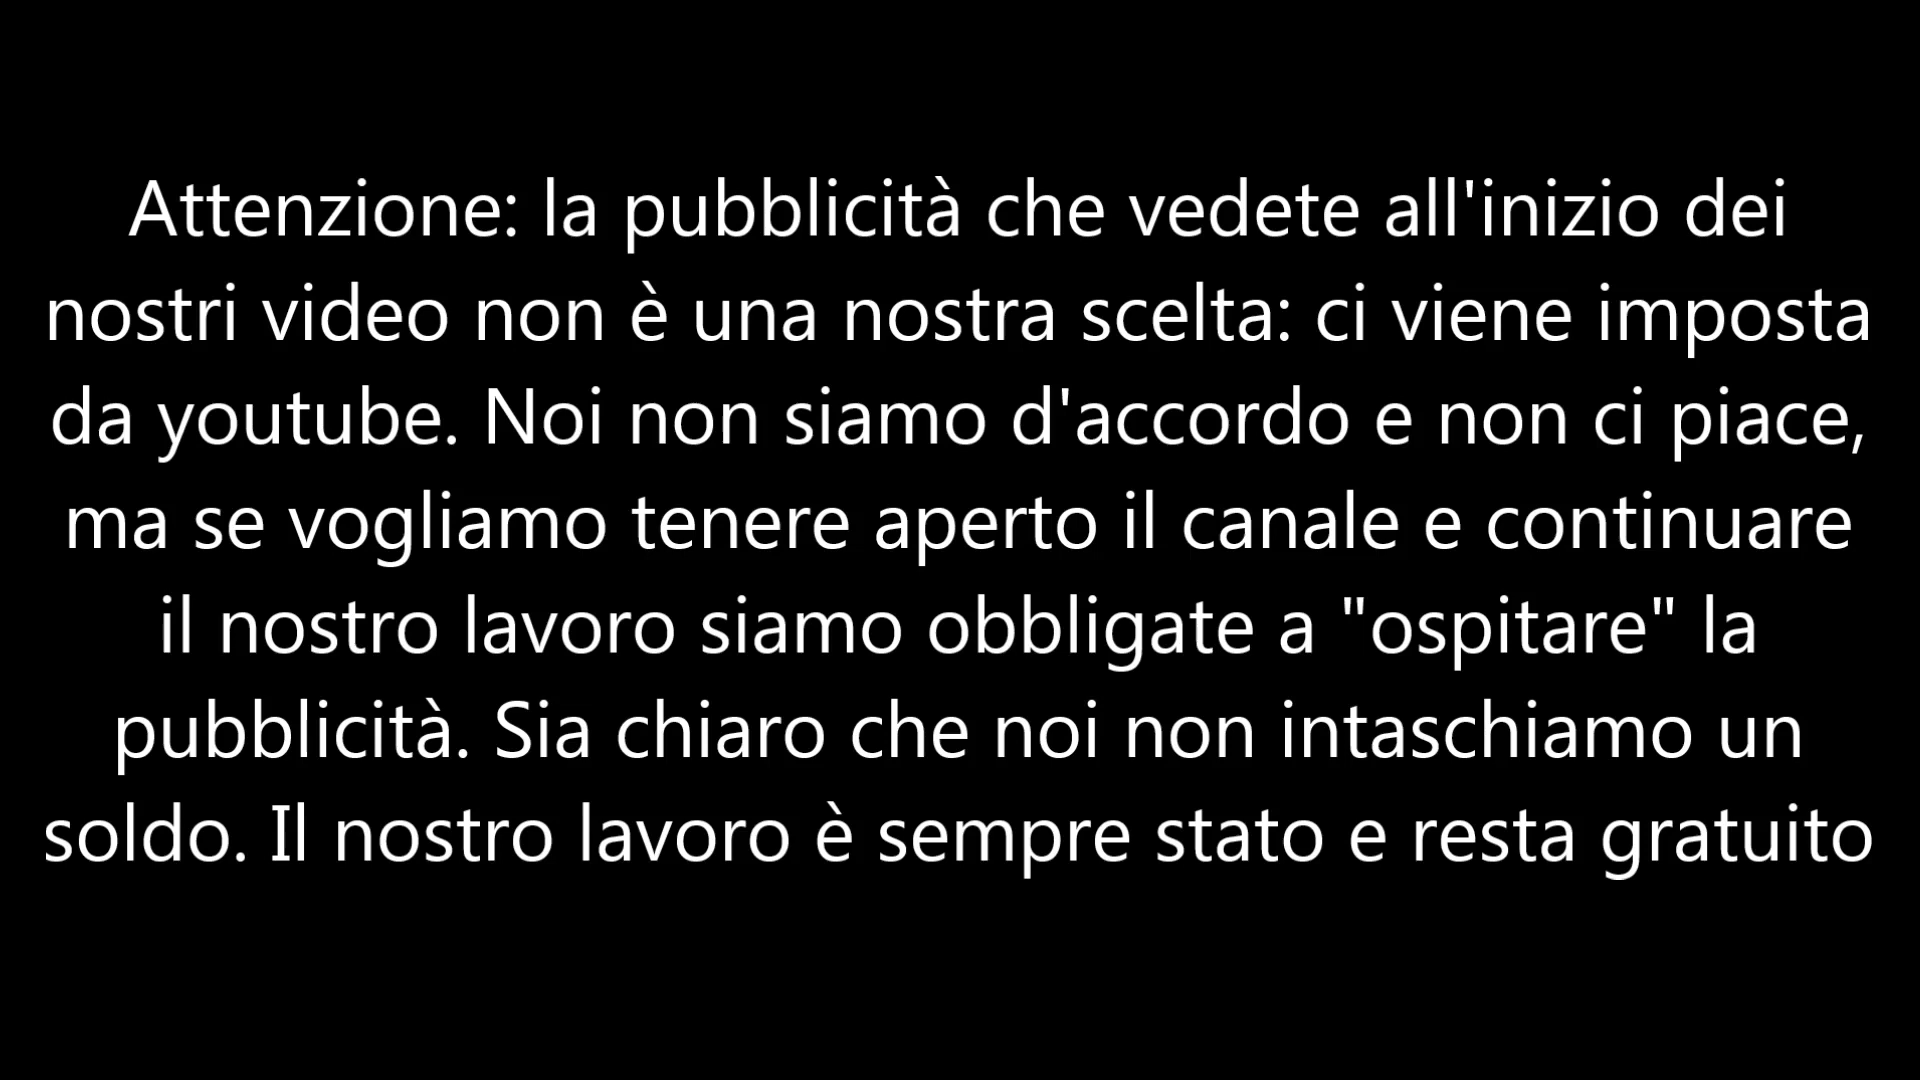 Attenzione: la pubblicità che vedete all'inizio dei
nostri video non è una nostra scelta: ci viene imposta
da youtube. Noi non siamo d'accordo e non ci piace,
ma se vogliamo tenere aperto il canale e continuare
il nostro lavoro siamo obbligate a "ospitare" la
pubblicità. Sia chiaro che noi non intaschiamo un
soldo. Il nostro lavoro è sempre stato e resta gratuito